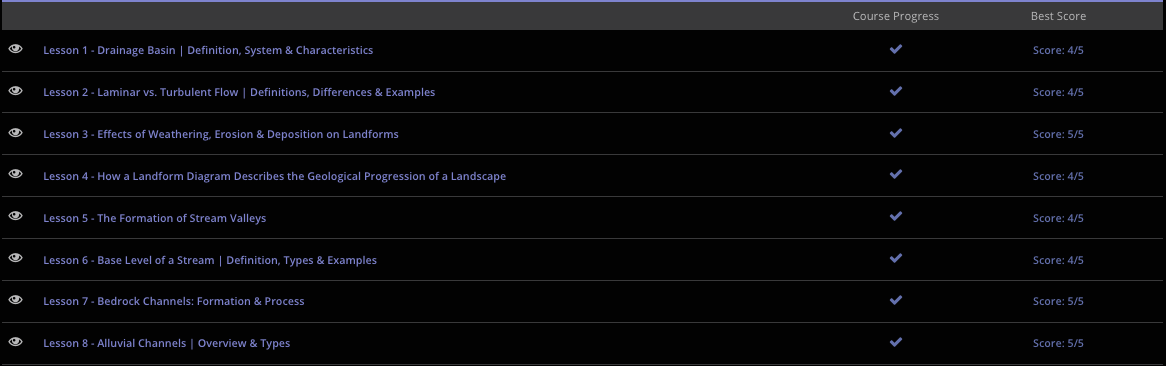 Course Progress Best Score
Lesson 1 - Drainage Basin | Definition, System & Characteristics Score: 4/5
Lesson 2 - Laminar vs. Turbulent Flow | Definitions, Differences & Examples Score: 4/5
Lesson 3 - Effects of Weathering, Erosion & Deposition on Landforms Score: 5/5
Lesson 4 - How a Landform Diagram Describes the Geological Progression of a Landscape Score: 4/5
Lesson 5 - The Formation of Stream Valleys Score: 4/5
Lesson 6 - Base Level of a Stream | Definition, Types & Examples Score: 4/5
Lesson 7 - Bedrock Channels: Formation & Process Score: 5/5
Lesson 8 - Alluvial Channels | Overview & Types Score: 5/5